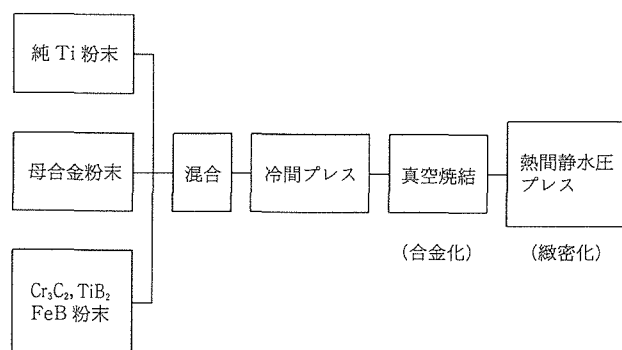 純 Ti 粉末
母合金粉末
Cr₃C₂, TiB₂
FeB 粉末
混合
冷間プレス
真空焼結
(合金化)
熱間静水圧
プレス
(緻密化)